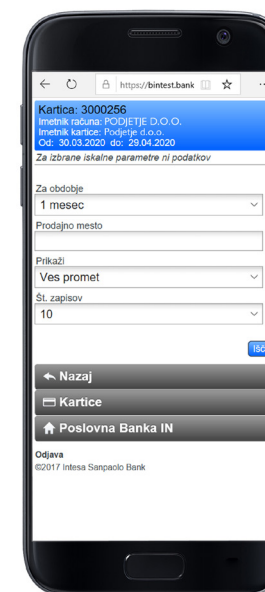 https://bintest.bank
Kartica: 3000256
Imetnik računa: PODJETJE D.O.O.
Imetnik kartice: Podjetje d.o.o.
Od: 30.03.2020 do: 29.04.2020
Za izbrane iskalne parametre ni podatkov
Za obdobje
1 mesec
Prodajno mesto
Prikaži
Ves promet
Št. zapisov
10
Išč
Nazaj
Kartice
Poslovna Banka IN
Odjava
©2017 Intesa Sanpaolo Bank